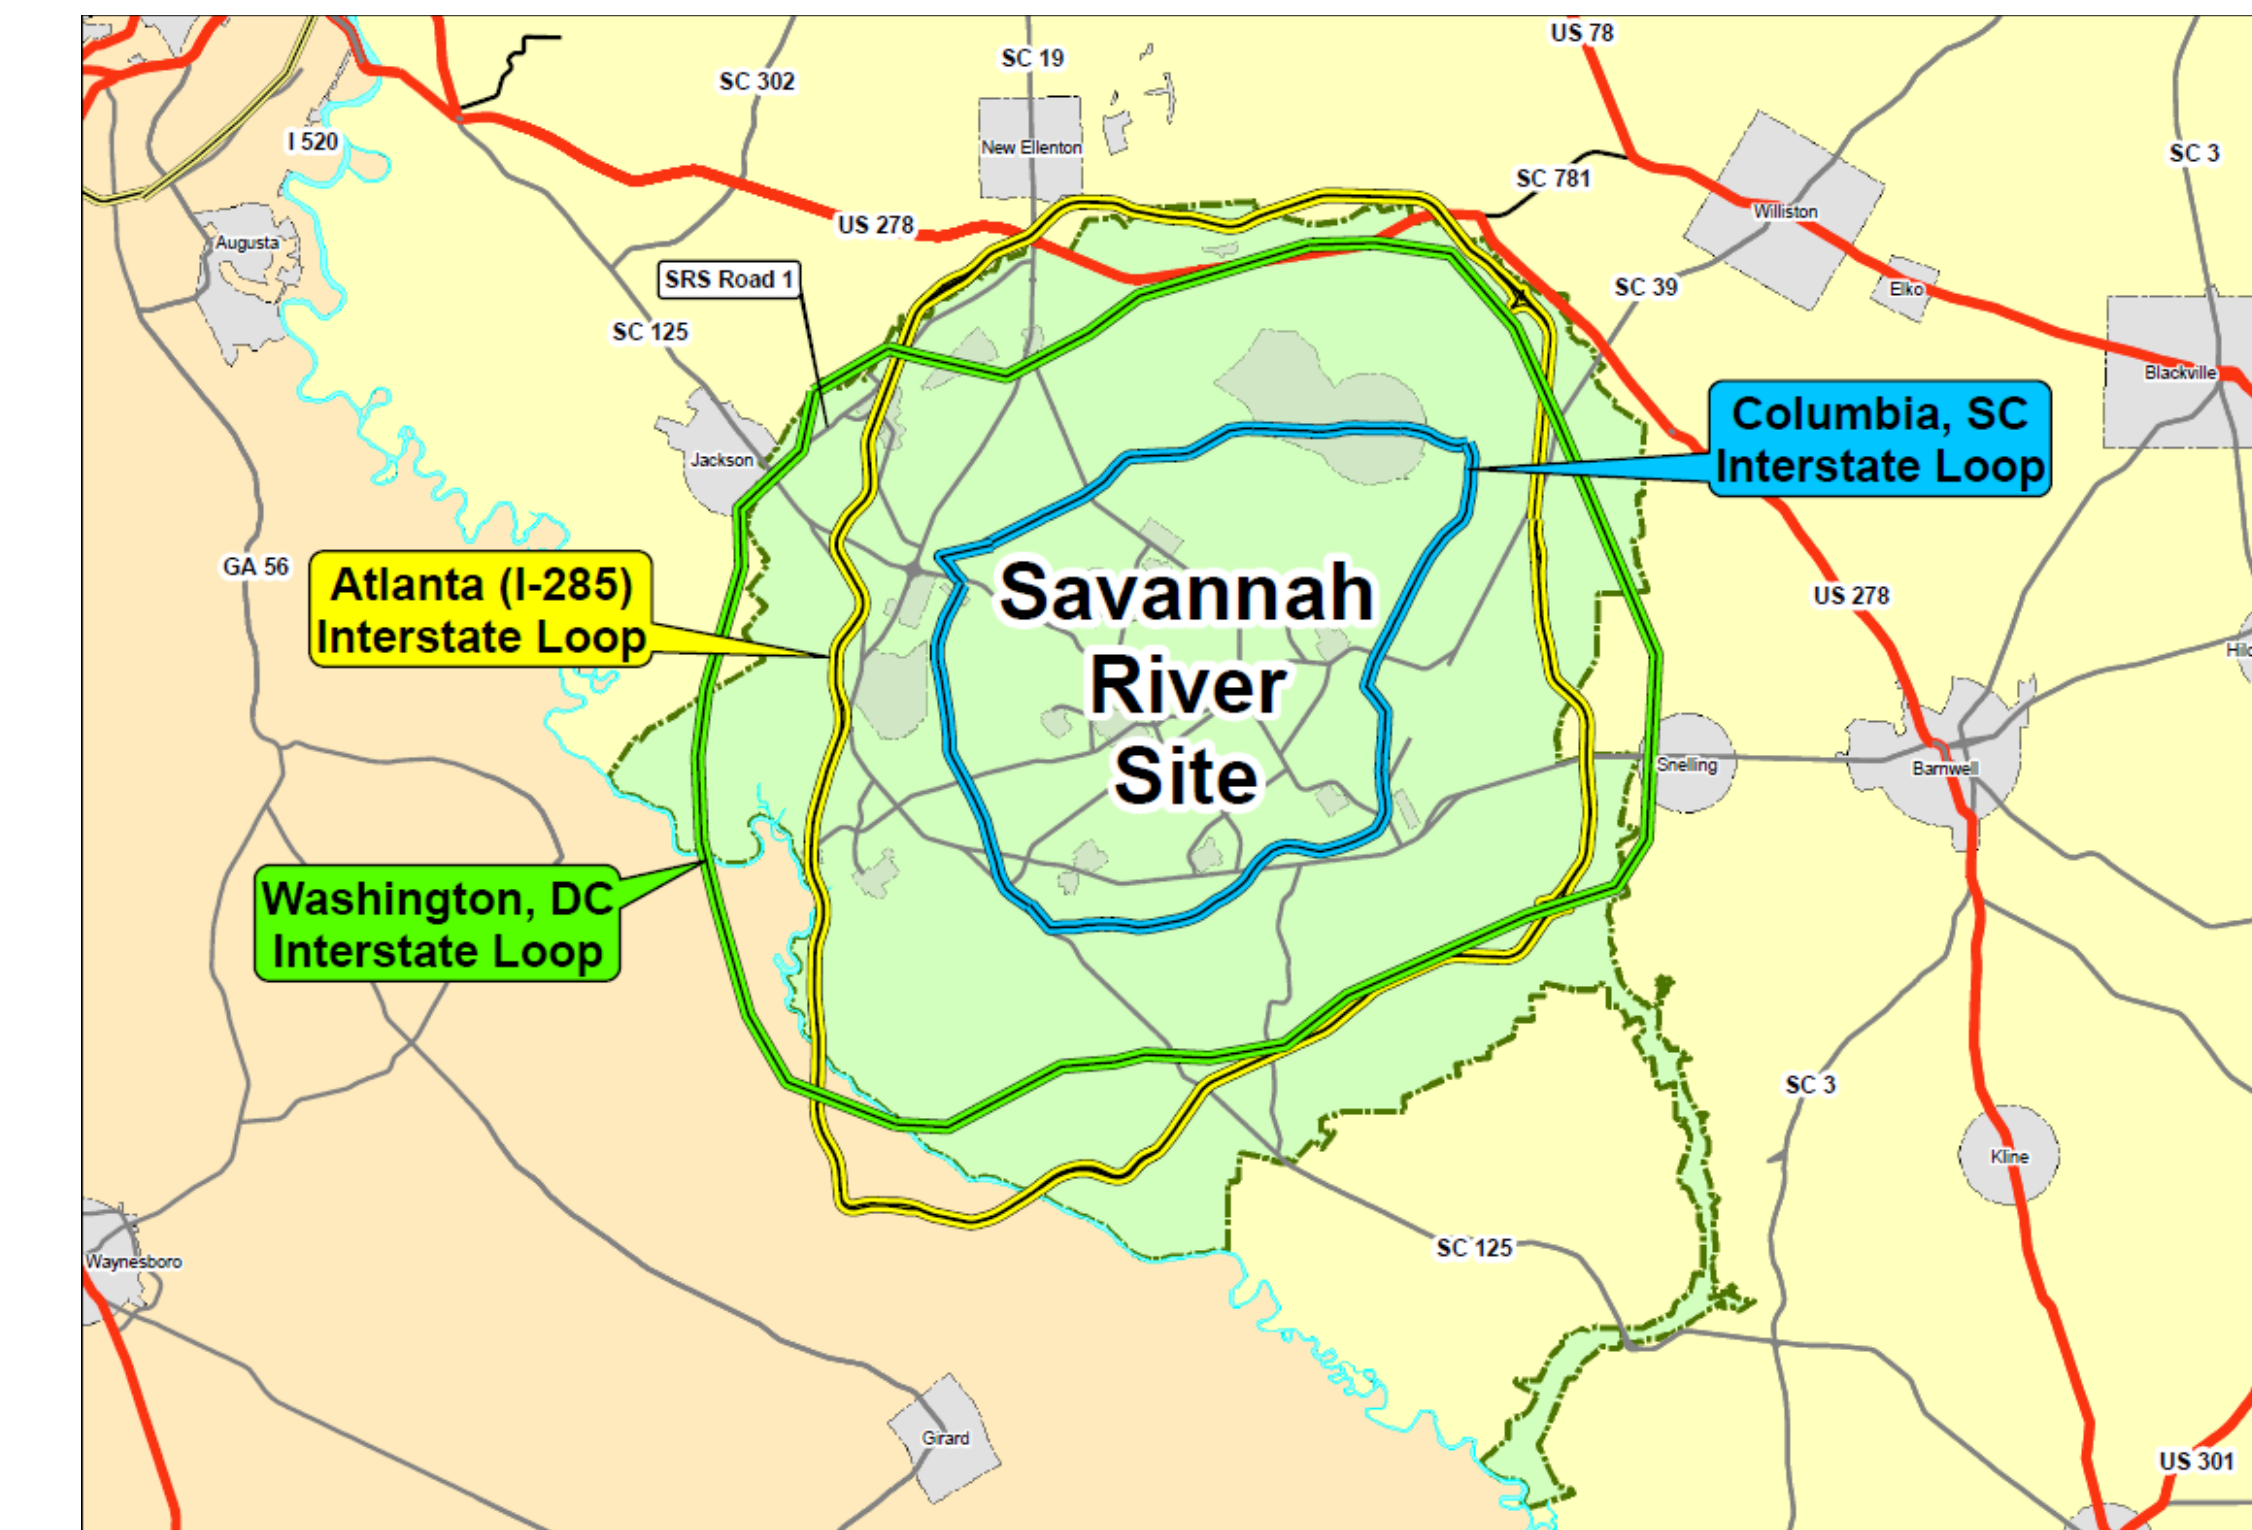 US 78
SC 19
SC 302
I 520
New Ellenton
SC 3
SC 781
Williston
US 278
Augusta
SRS Road 1
SC 39
Elko
SC 125
Blackville
Columbia, SC
Interstate Loop
Jackson
GA 56
Atlanta (I-285)
Interstate Loop
Savannah
River
Site
US 278
Snelling
Barnwell
Washington, DC
Interstate Loop
SC 3
Kline
SC 125
Waynesboro
Girard
US 301